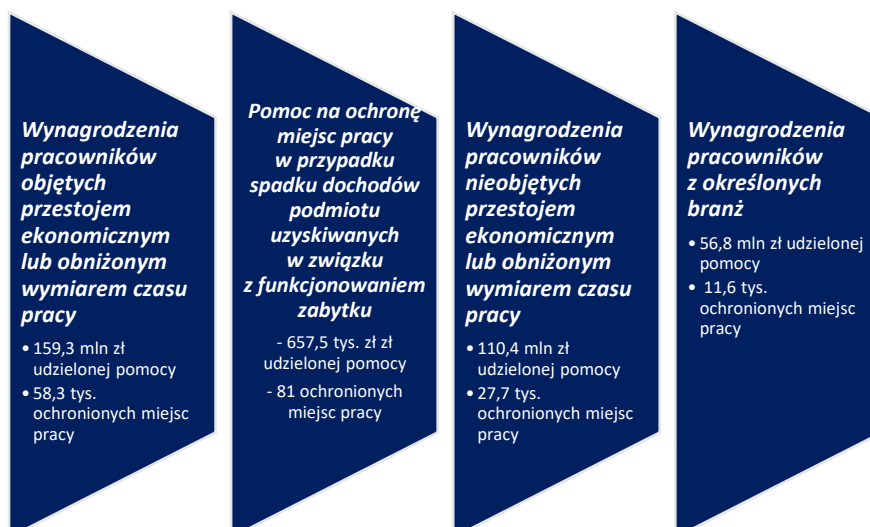 Wynagrodzenia
pracowników
objętych
przestojem
ekonomicznym
lub obniżonym
wymiarem czasu
pracy
• 159,3 mln zł
udzielonej pomocy
• 58,3 tys.
ochronionych miejsc
pracy
Pomoc na ochronę
miejsc pracy
w przypadku
spadku dochodów
podmiotu
uzyskiwanych
w związku
z funkcjonowaniem
zabytku
- 657,5 tys. zł zł
udzielonej pomocy
- 81 ochronionych
miejsc pracy
Wynagrodzenia
pracowników
nieobjętych
przestojem
ekonomicznym
lub obniżonym
wymiarem czasu
pracy
• 110,4 mln zł
udzielonej pomocy
• 27,7 tys.
ochronionych miejsc
pracy
Wynagrodzenia
pracowników
z określonych
branż
• 56,8 mln zł udzielonej
pomocy
• 11,6 tys.
ochronionych miejsc
pracy